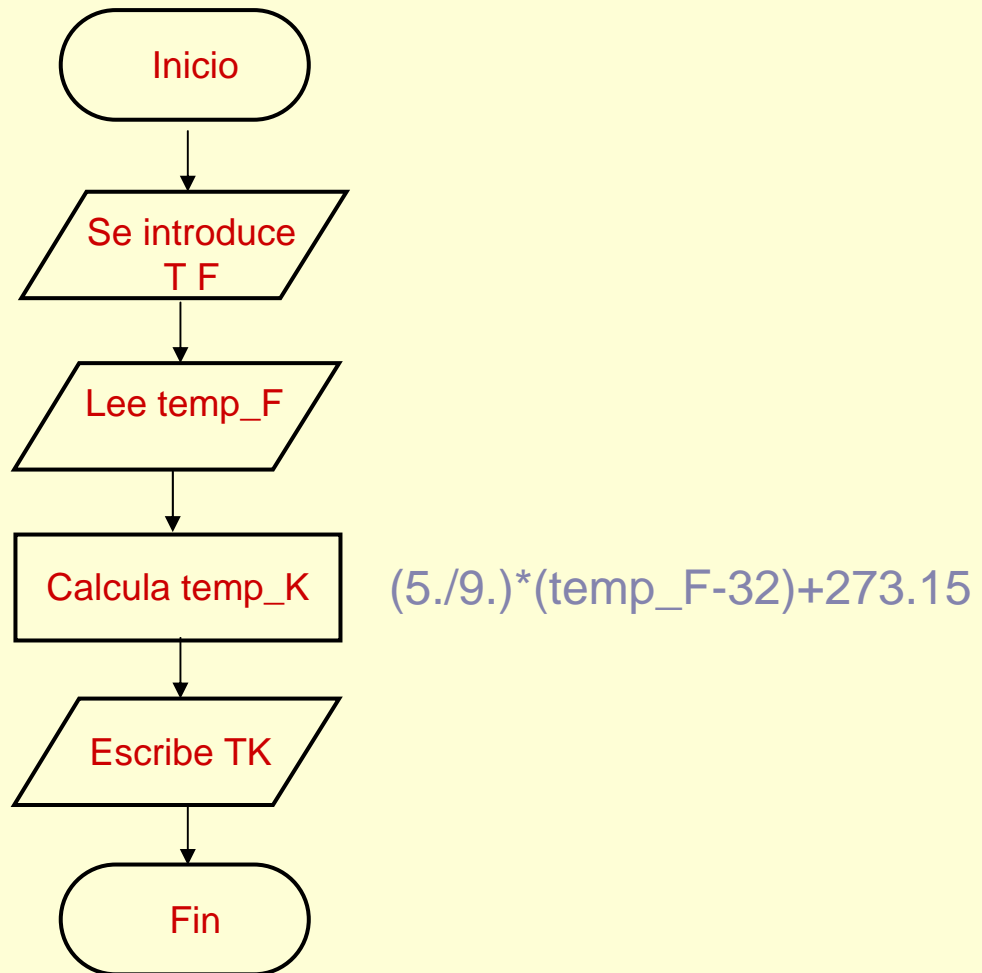 Inicio
Se introduce
T F
Lee temp_F
Calcula temp_K
(5./9.)*(temp_F-32)+273.15
Escribe TK
Fin